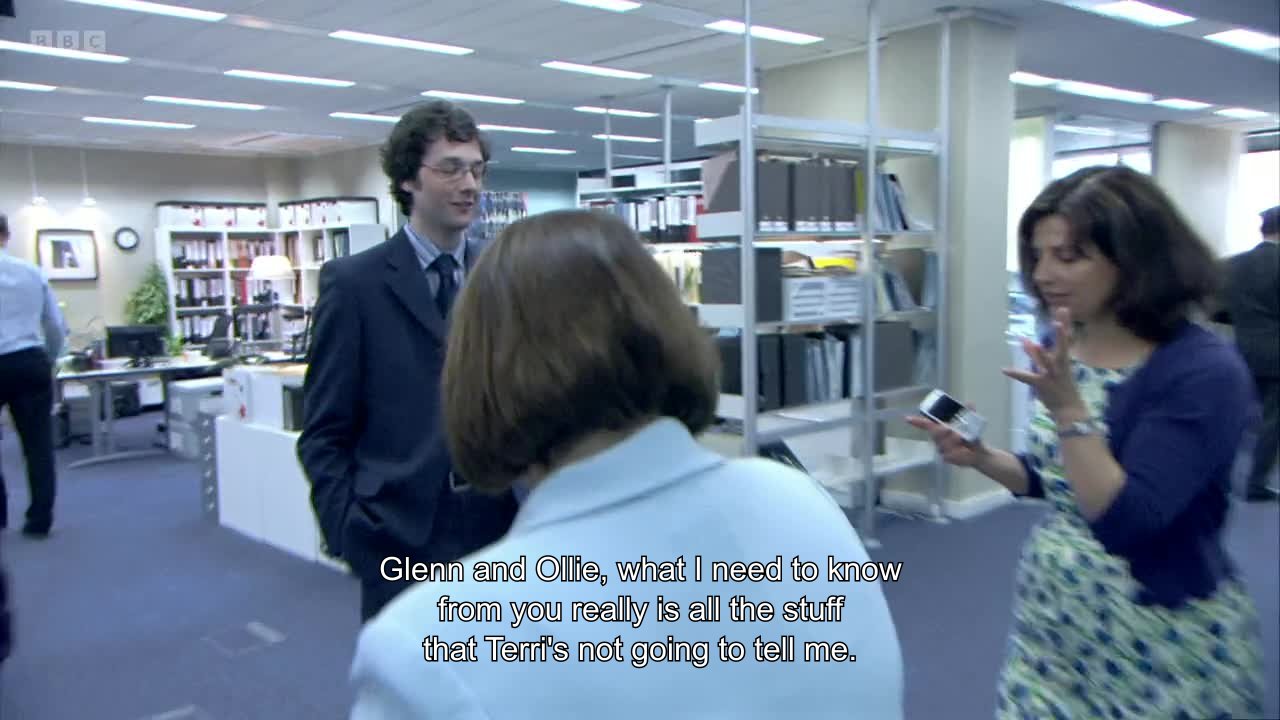 BBC
Glenn and Ollie, what I need to know
from you really is all the stuff
that Terri's not going to tell me.